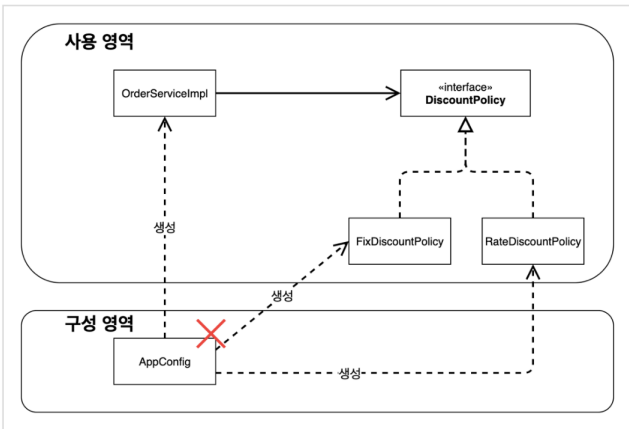 사용 영역
OrderServiceImpl
«interface»
DiscountPolicy
생성
FixDiscountPolicy
RateDiscountPolicy
생성
구성 영역
AppConfig
생성